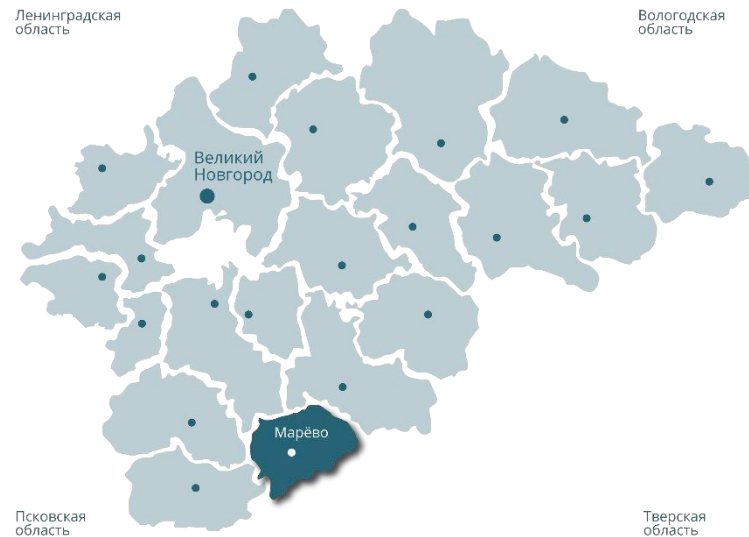 Ленинградская
область
Вологодская
область
Великий
Новгород
Марёво
Псковская
область
Тверская
область